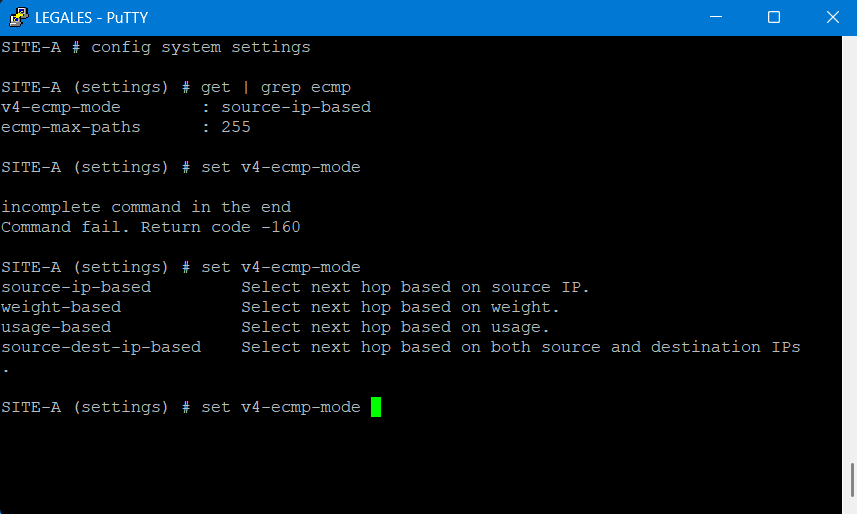 LEGALES - PuTTY
SITE-A # config system settings
SITE-A (settings) # get | grep ecmp
v4-ecmp-mode        : source-ip-based
ecmp-max-paths      : 255
SITE-A (settings) # set v4-ecmp-mode
incomplete command in the end
Command fail. Return code -160
SITE-A (settings) # set v4-ecmp-mode
source-ip-based         Select next hop based on source IP.
weight-based            Select next hop based on weight.
usage-based             Select next hop based on usage.
source-dest-ip-based    Select next hop based on both source and destination IPs
.
SITE-A (settings) # set v4-ecmp-mode